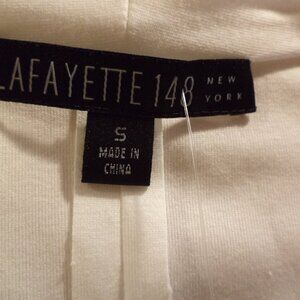 LAFAYETTE 148 NEW YORK
S
MADE IN
CHINA